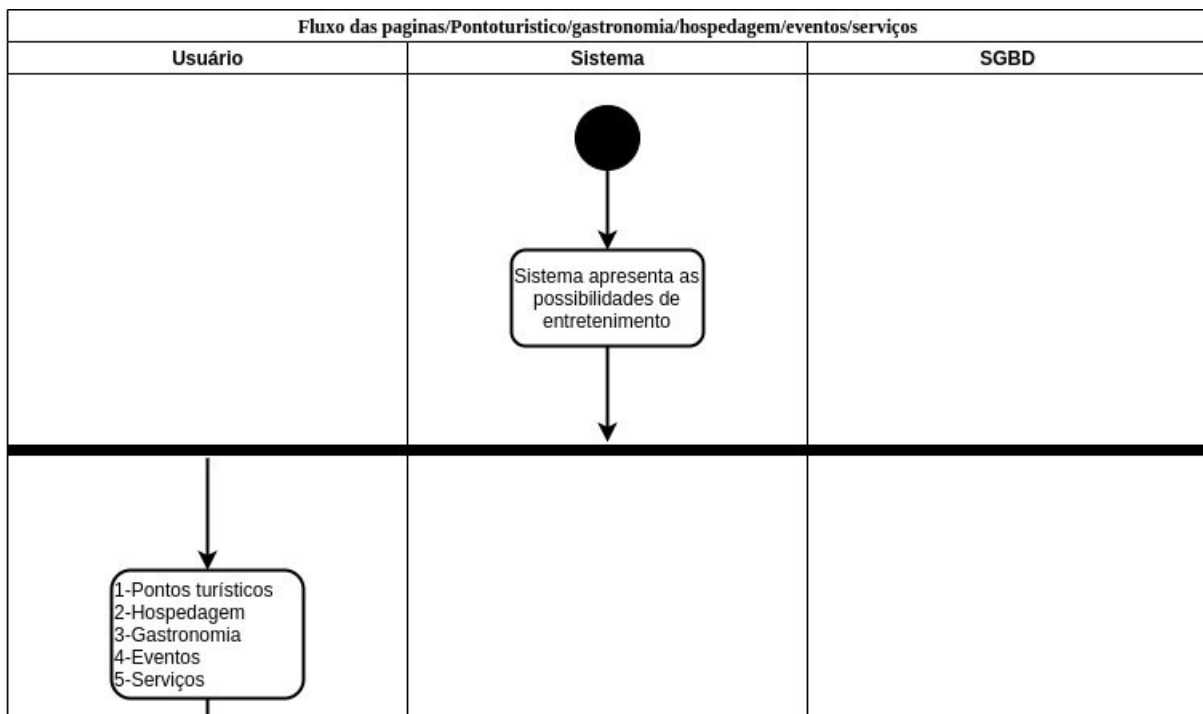 Fluxo das paginas/Pontoturistico/gastronomia/hospedagem/eventos/serviços
Usuário
Sistema
SGBD
Sistema apresenta as
possibilidades de
entretenimento
1-Pontos turísticos
2-Hospedagem
3-Gastronomia
4-Eventos
5-Serviços